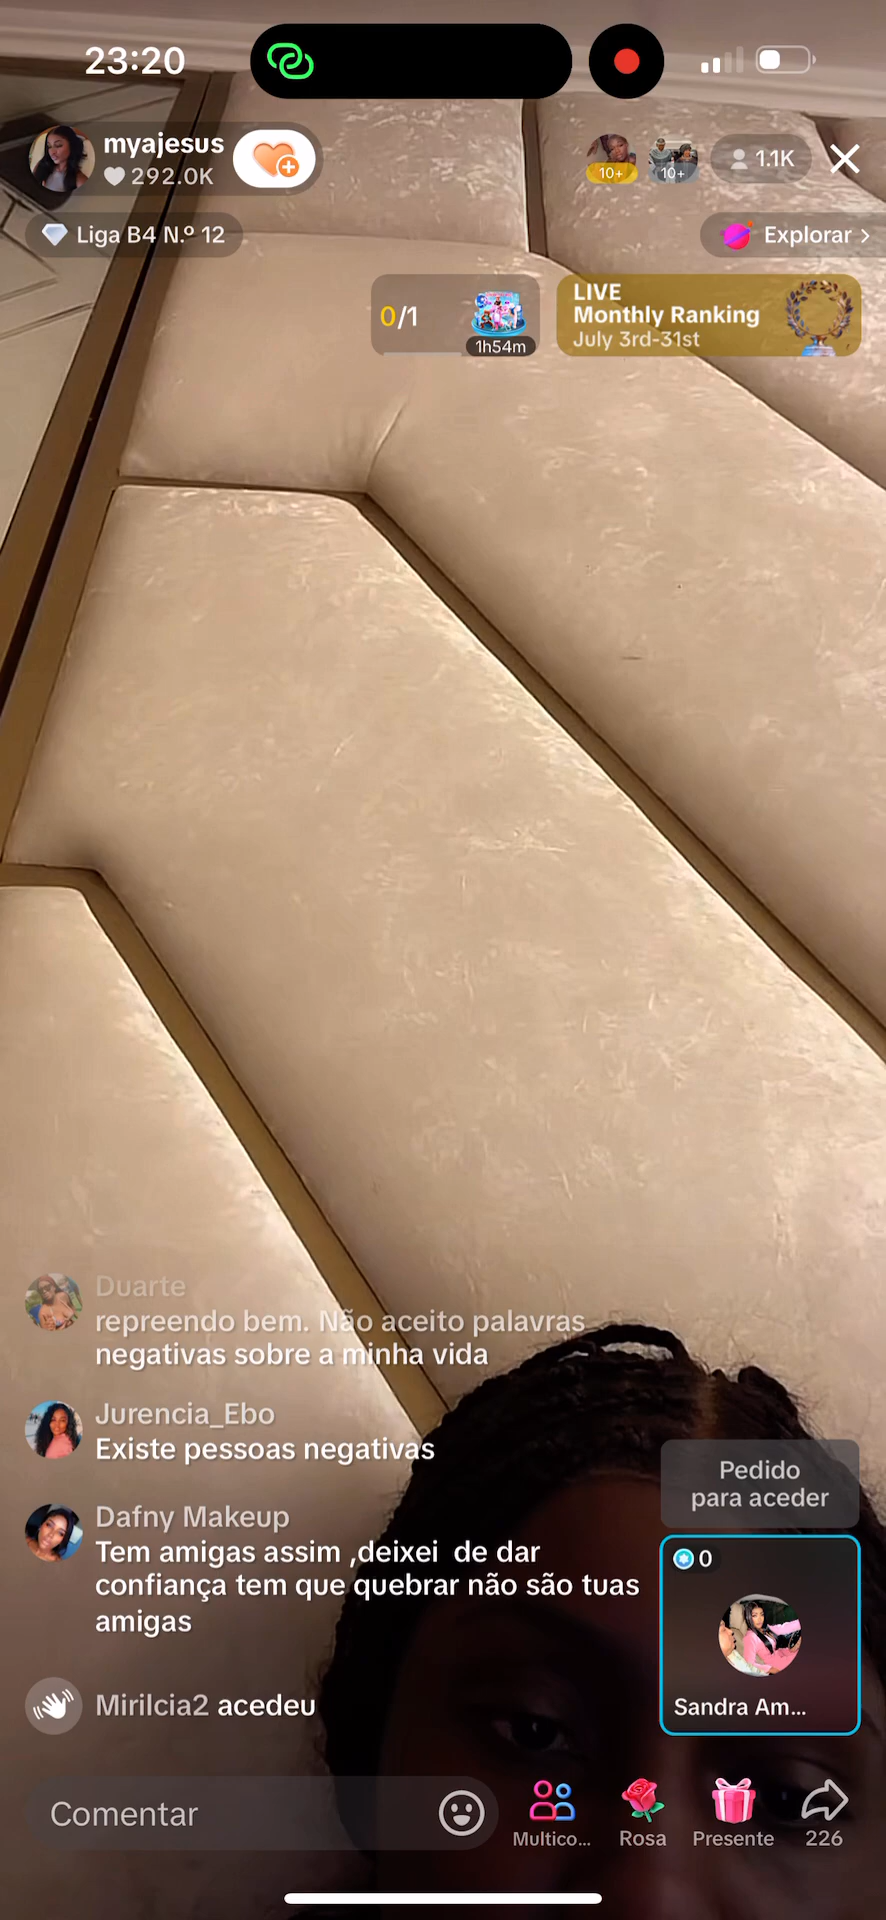 23:20
myajesus
292.0K
10+
10+
1.1K
Liga B4 N.º 12
Explorar >
0/1
1h54m
LIVE
Monthly Ranking
July 3rd-31st
Duarte
repreendo bem. Não aceito palavras
negativas sobre a minha vida
Jurencia_Ebo
Existe pessoas negativas
Dafny Makeup
Tem amigas assim ,deixei  de dar
confiança tem que quebrar não são tuas
amigas
Mirilcia2 acedeu
Pedido
para aceder
0
Sandra Am...
Comentar
Multico...
Rosa
Presente
226